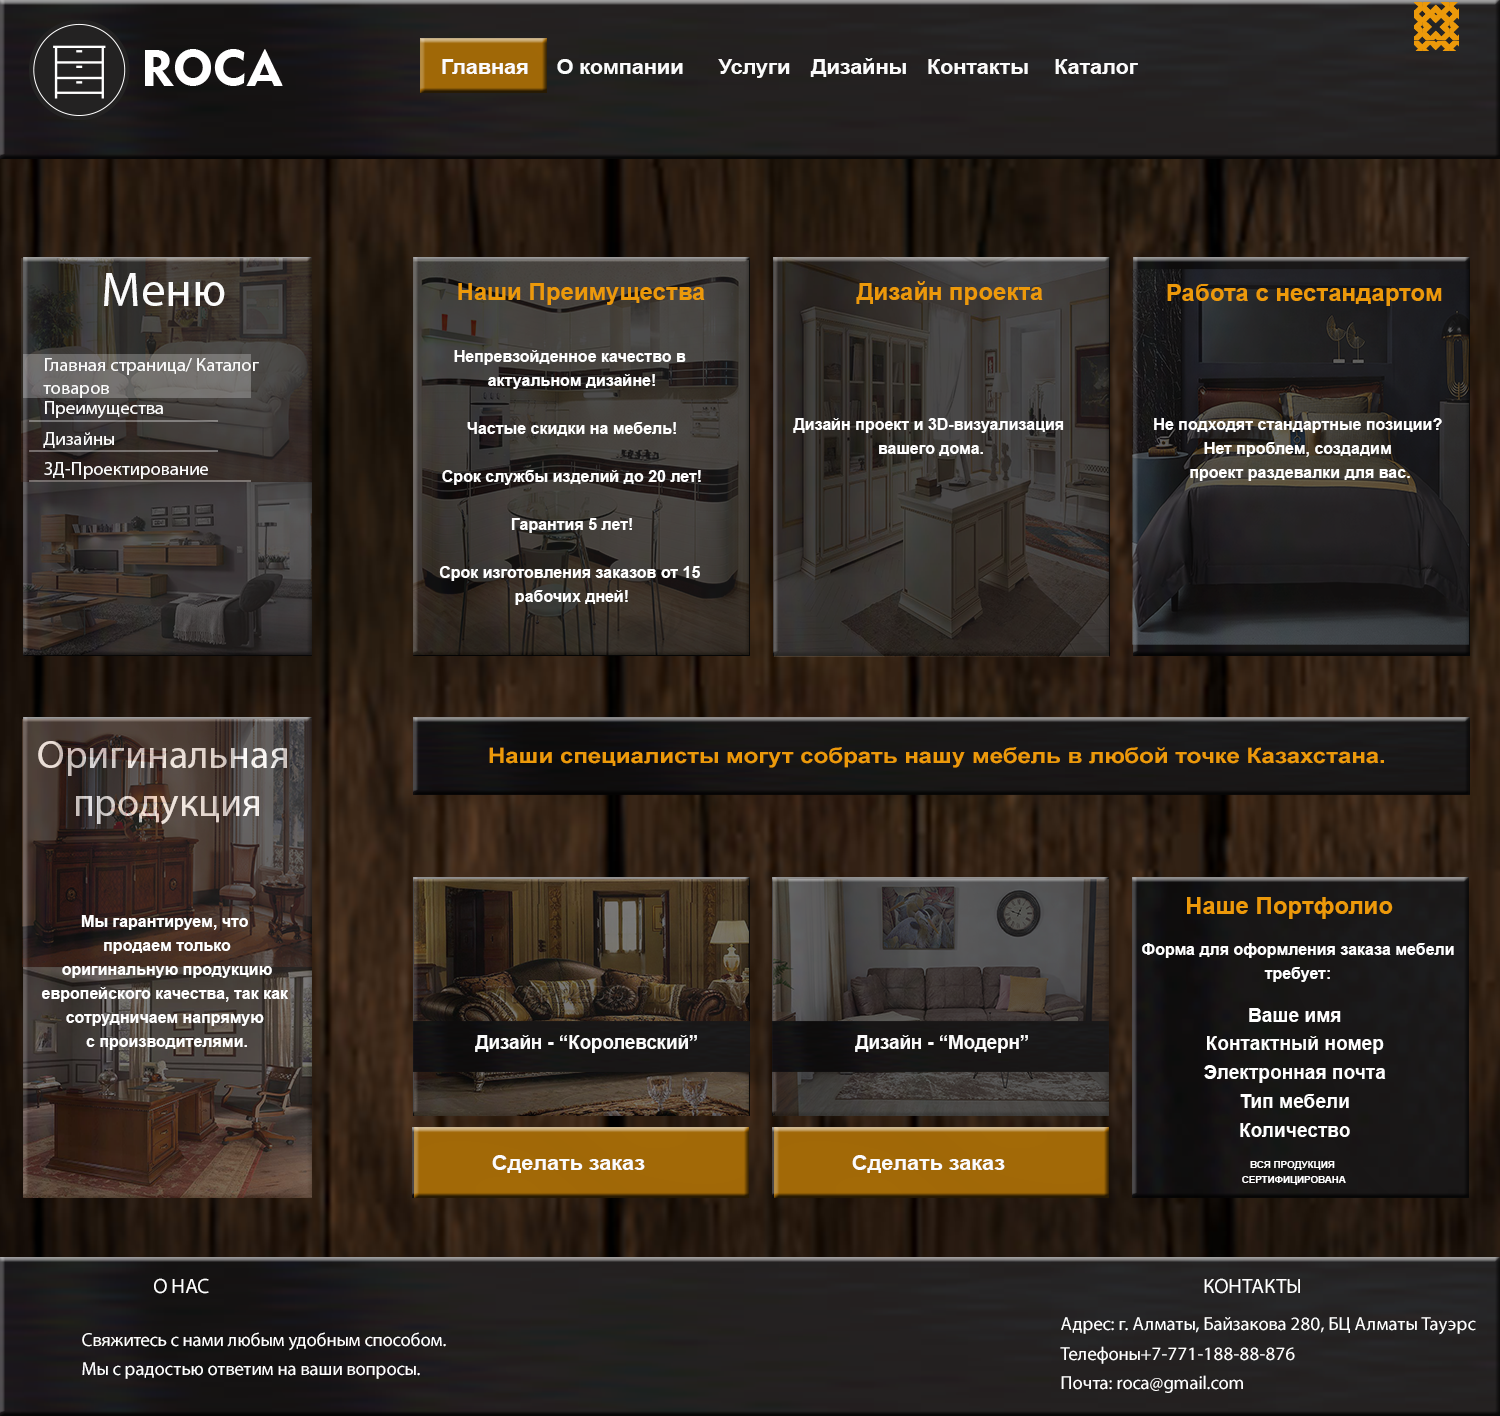 ROCA
Главная О компании Услуги Дизайны Контакты Каталог
Меню
Главная страница/ Каталог
товаров
Преимущества
Дизайны
3Д-Проектирование
Наши Преимущества
Непревзойденное качество в
актуальном дизайне!
Частые скидки на мебель!
Срок службы изделий до 20 лет!
Гарантия 5 лет!
Срок изготовления заказов от 15
рабочих дней!
Дизайн проекта
Дизайн проект и 3D-визуализация
вашего дома.
Работа с нестандартом
Не подходят стандартные позиции?
Нет проблем, создадим
проект раздевалки для вас.
Оригинальная
продукция
Мы гарантируем, что
продаем только
оригинальную продукцию
европейского качества, так как
сотрудничаем напрямую
с производителями.
Наши специалисты могут собрать нашу мебель в любой точке Казахстана.
Дизайн - “Королевский”
Сделать заказ
Дизайн - “Модерн”
Сделать заказ
Наше Портфолио
Форма для оформления заказа мебели
требует:
Ваше имя
Контактный номер
Электронная почта
Тип мебели
Количество
ВСЯ ПРОДУКЦИЯ
СЕРТИФИЦИРОВАНА
О НАС
Свяжитесь с нами любым удобным способом.
Мы с радостью ответим на ваши вопросы.
КОНТАКТЫ
Адрес: г. Алматы, Байзакова 280, БЦ Алматы Тауэрс
Телефоны+7-771-188-88-876
Почта: roca@gmail.com